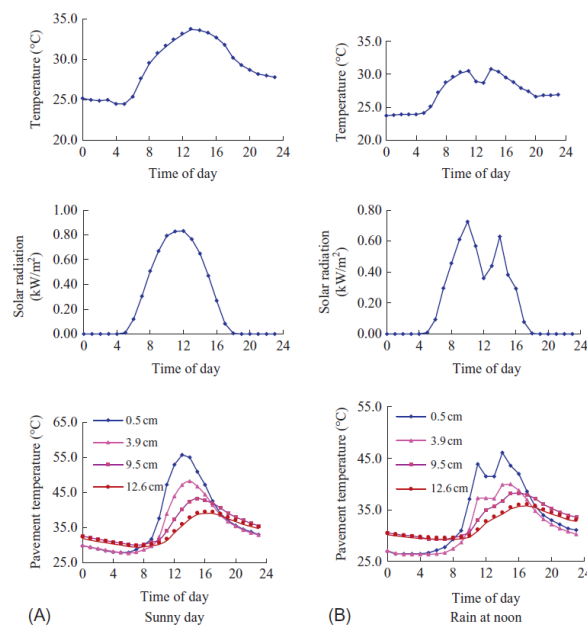 35.0
30.0
25.0
20.0
Temperature (°C)
0 4 8 12 16 20 24
Time of day
35.0
30.0
25.0
20.0
Temperature (°C)
0 4 8 12 16 20 24
Time of day
1.00
0.80
0.60
0.40
0.20
0.00
Solar radiation
(kW/m²)
0 4 8 12 16 20 24
Time of day
0.80
0.60
0.40
0.20
0.00
Solar radiation
(kW/m²)
0 4 8 12 16 20 24
Time of day
65.0
55.0
45.0
35.0
25.0
Pavement temperature (°C)
0.5 cm
3.9 cm
9.5 cm
12.6 cm
0 4 8 12 16 20 24
Time of day
(A) Sunny day
55.0
45.0
35.0
25.0
Pavement temperature (°C)
0.5 cm
3.9 cm
9.5 cm
12.6 cm
0 4 8 12 16 20 24
Time of day
(B) Rain at noon